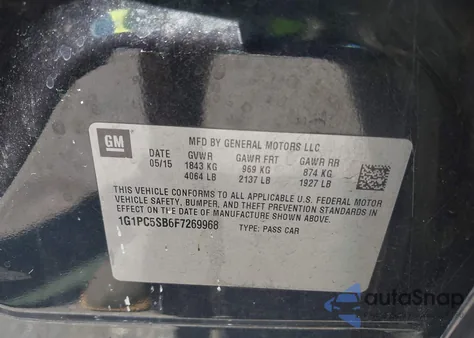 GM
MFD BY GENERAL MOTORS LLC
DATE GVWR GAWR FRT GAWR RR
05/15 1843 KG 969 KG 874 KG
4064 LB 2137 LB 1927 LB
THIS VEHICLE CONFORMS TO ALL APPLICABLE U.S. FEDERAL MOTOR
VEHICLE SAFETY, BUMPER, AND THEFT PREVENTION STANDARDS IN
EFFECT ON THE DATE OF MANUFACTURE SHOWN ABOVE.
1G1PC5SB6F7269968 TYPE: PASS CAR
autoSnap